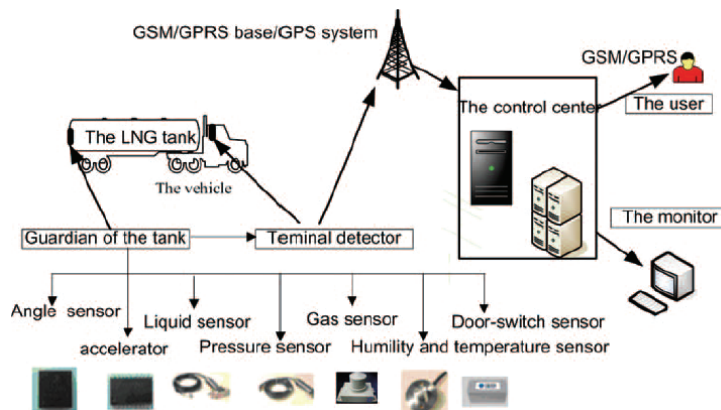 GSM/GPRS base/GPS system
GSM/GPRS
The control center
The user
The LNG tank
The vehicle
The monitor
Guardian of the tank
Teminal detector
Angle sensor
Liquid sensor
Gas sensor
Door-switch sensor
accelerator
Pressure sensor
Humility and temperature sensor